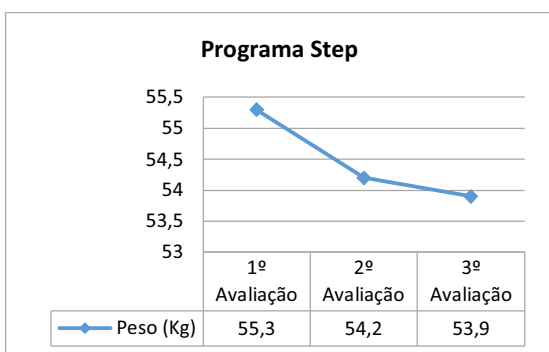 Programa Step
55,5
55
54,5
54
53,5
53
1º Avaliação
2º Avaliação
3º Avaliação
Peso (Kg) 55,3 54,2 53,9